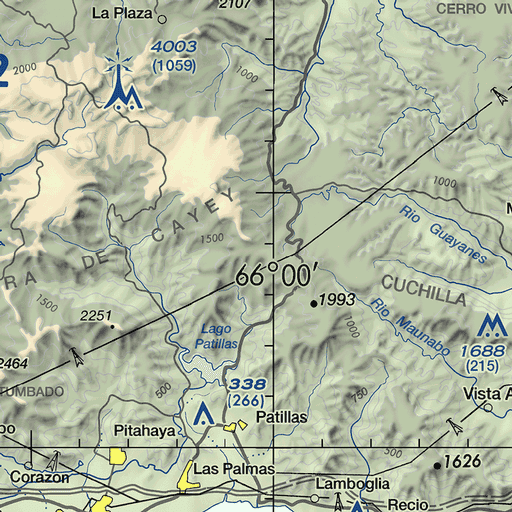 2107
La Plaza
CERRO VIV
4003
(1059)
2000
1000
2
1000
CAYEY
Rio Guayanes
1500
DE
RA
66°00'
CUCHILLA
1500
1993
Rio Maunabo
2251
1000
Lago
Patillas
1688
(215)
2464
TUMBADO
500
338
(266)
750
Vista A
Patillas
Pitahaya
500
1626
Las Palmas
Corazon
Lamboglia
Recio